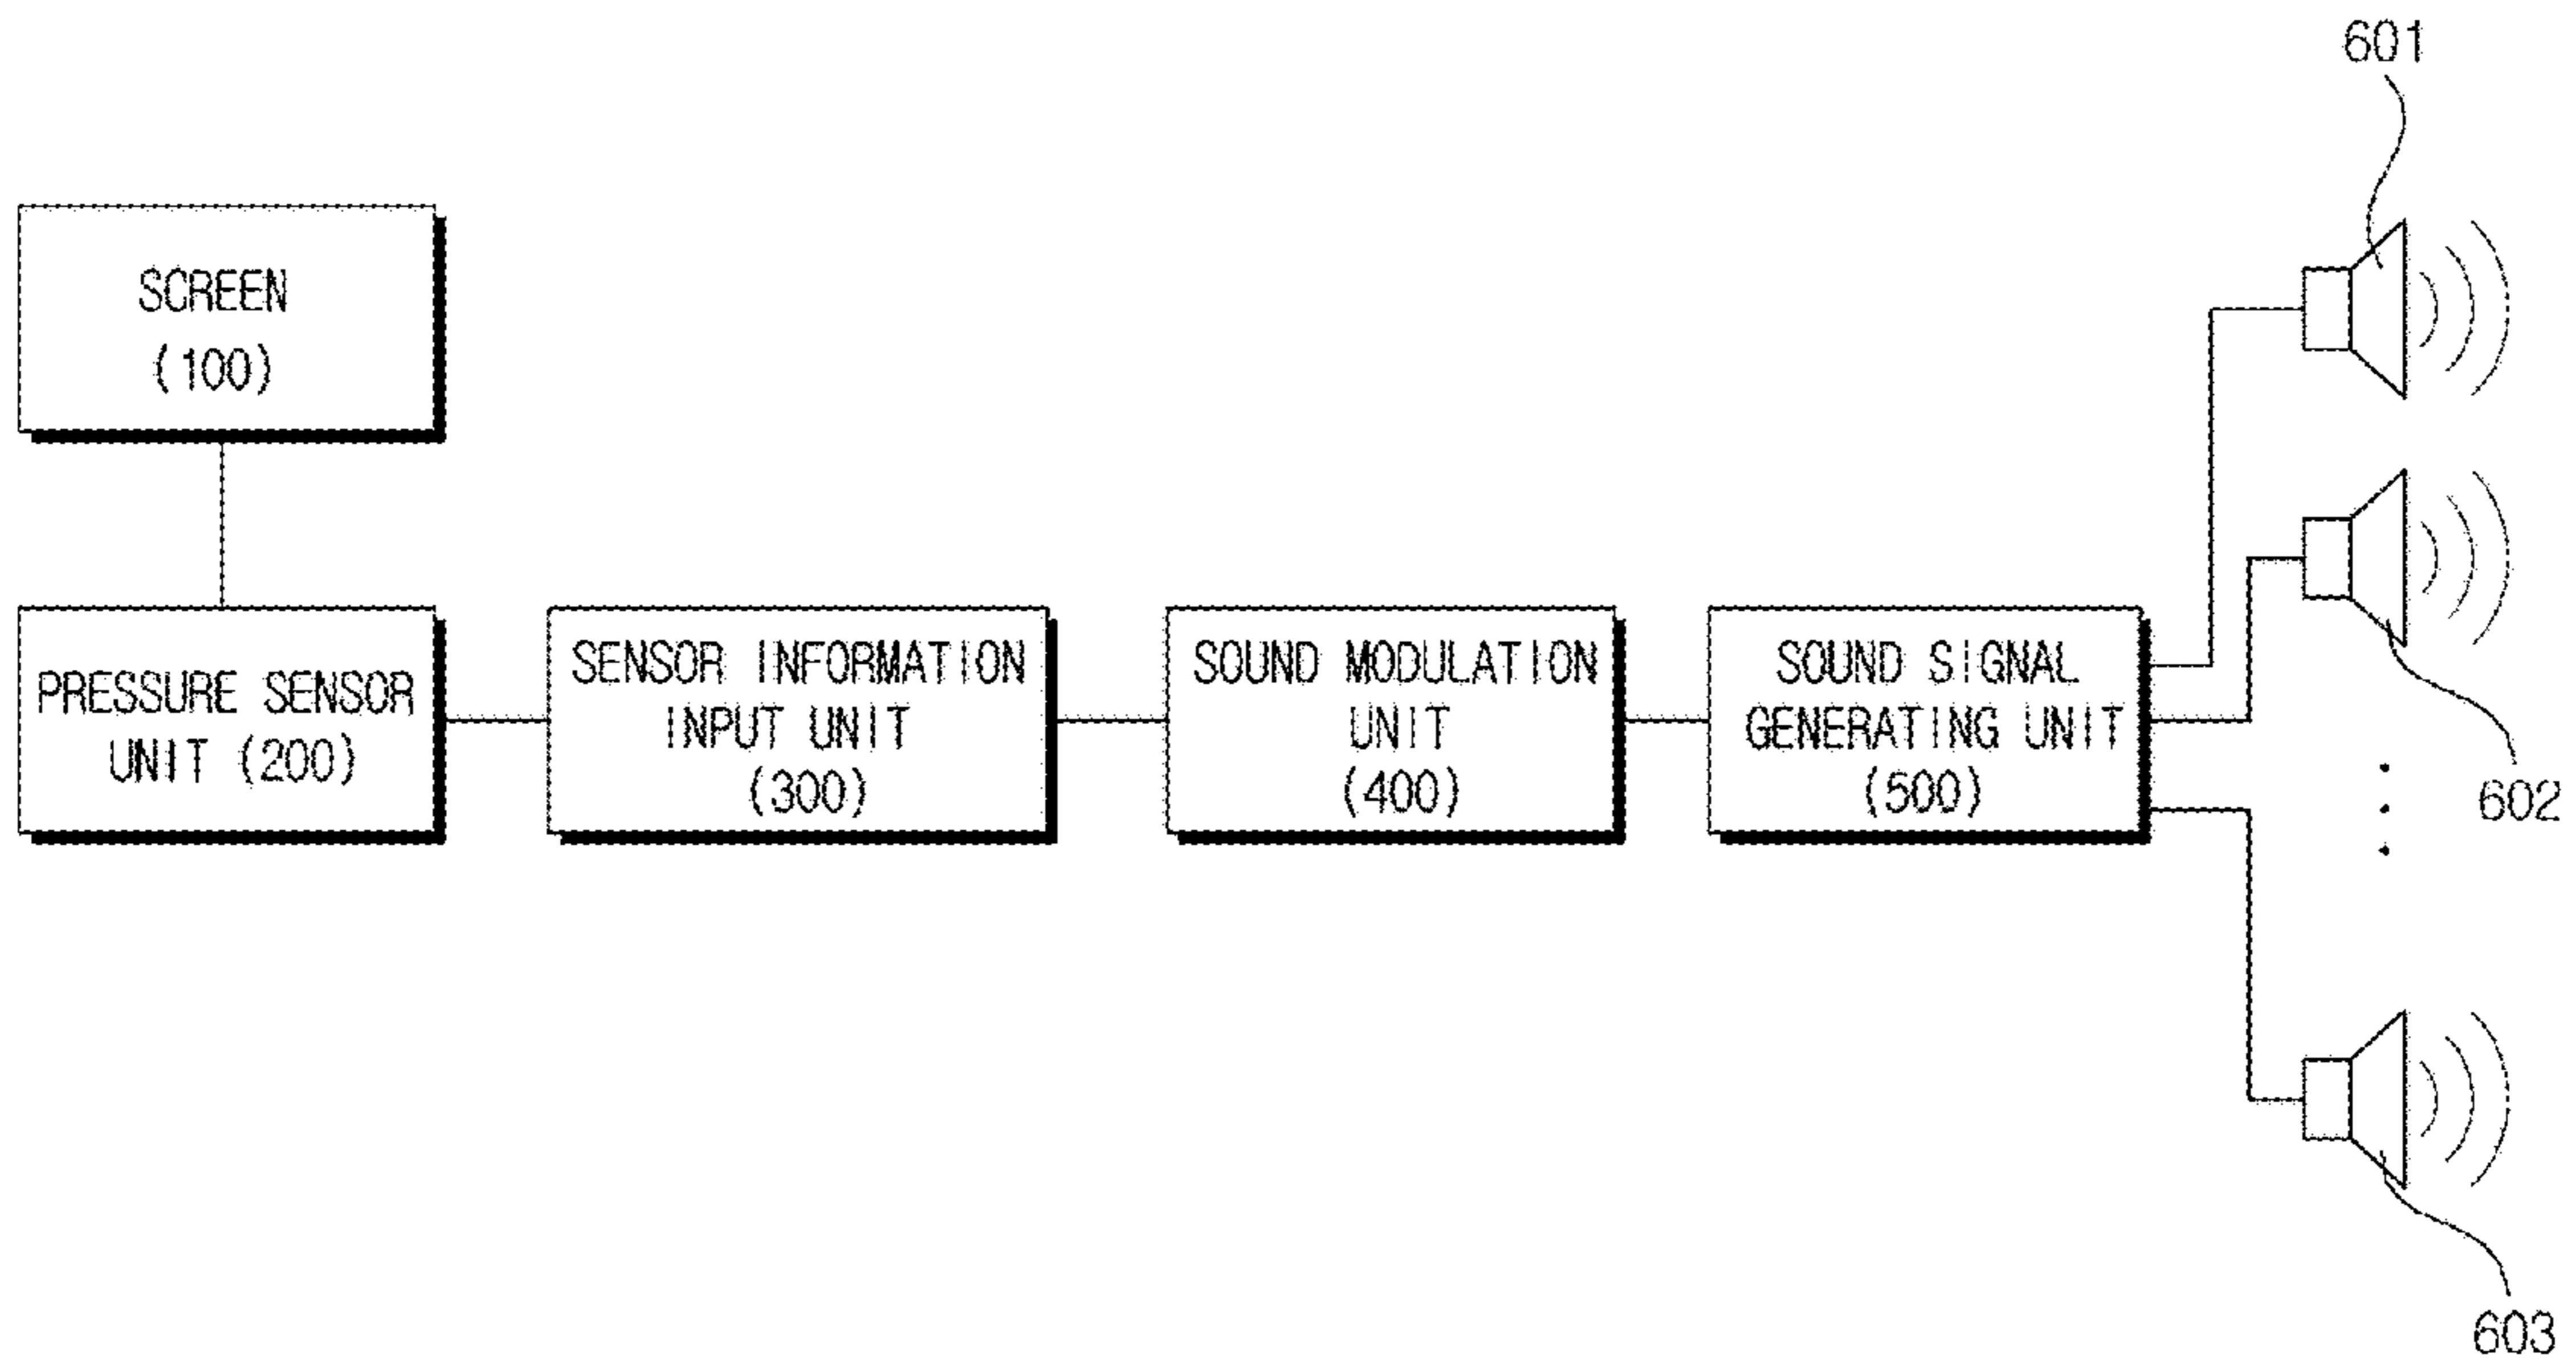 601
SCREEN
(100)
PRESSURE SENSOR
UNIT (200)
SENSOR INFORMATION
INPUT UNIT
(300)
SOUND MODULATION
UNIT
(400)
SOUND SIGNAL
GENERATING UNIT
(500)
602
603